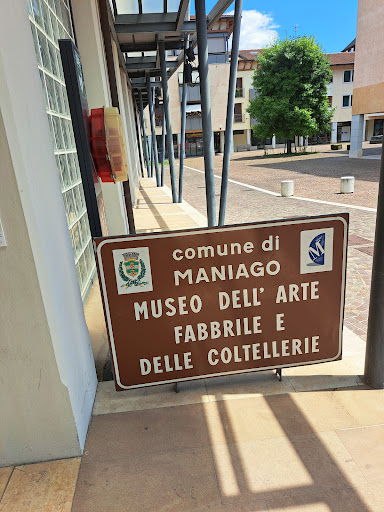 comune di
MANIAGO
MUSEO DELL' ARTE
FABBRILE E
DELLE COLTELLERIE